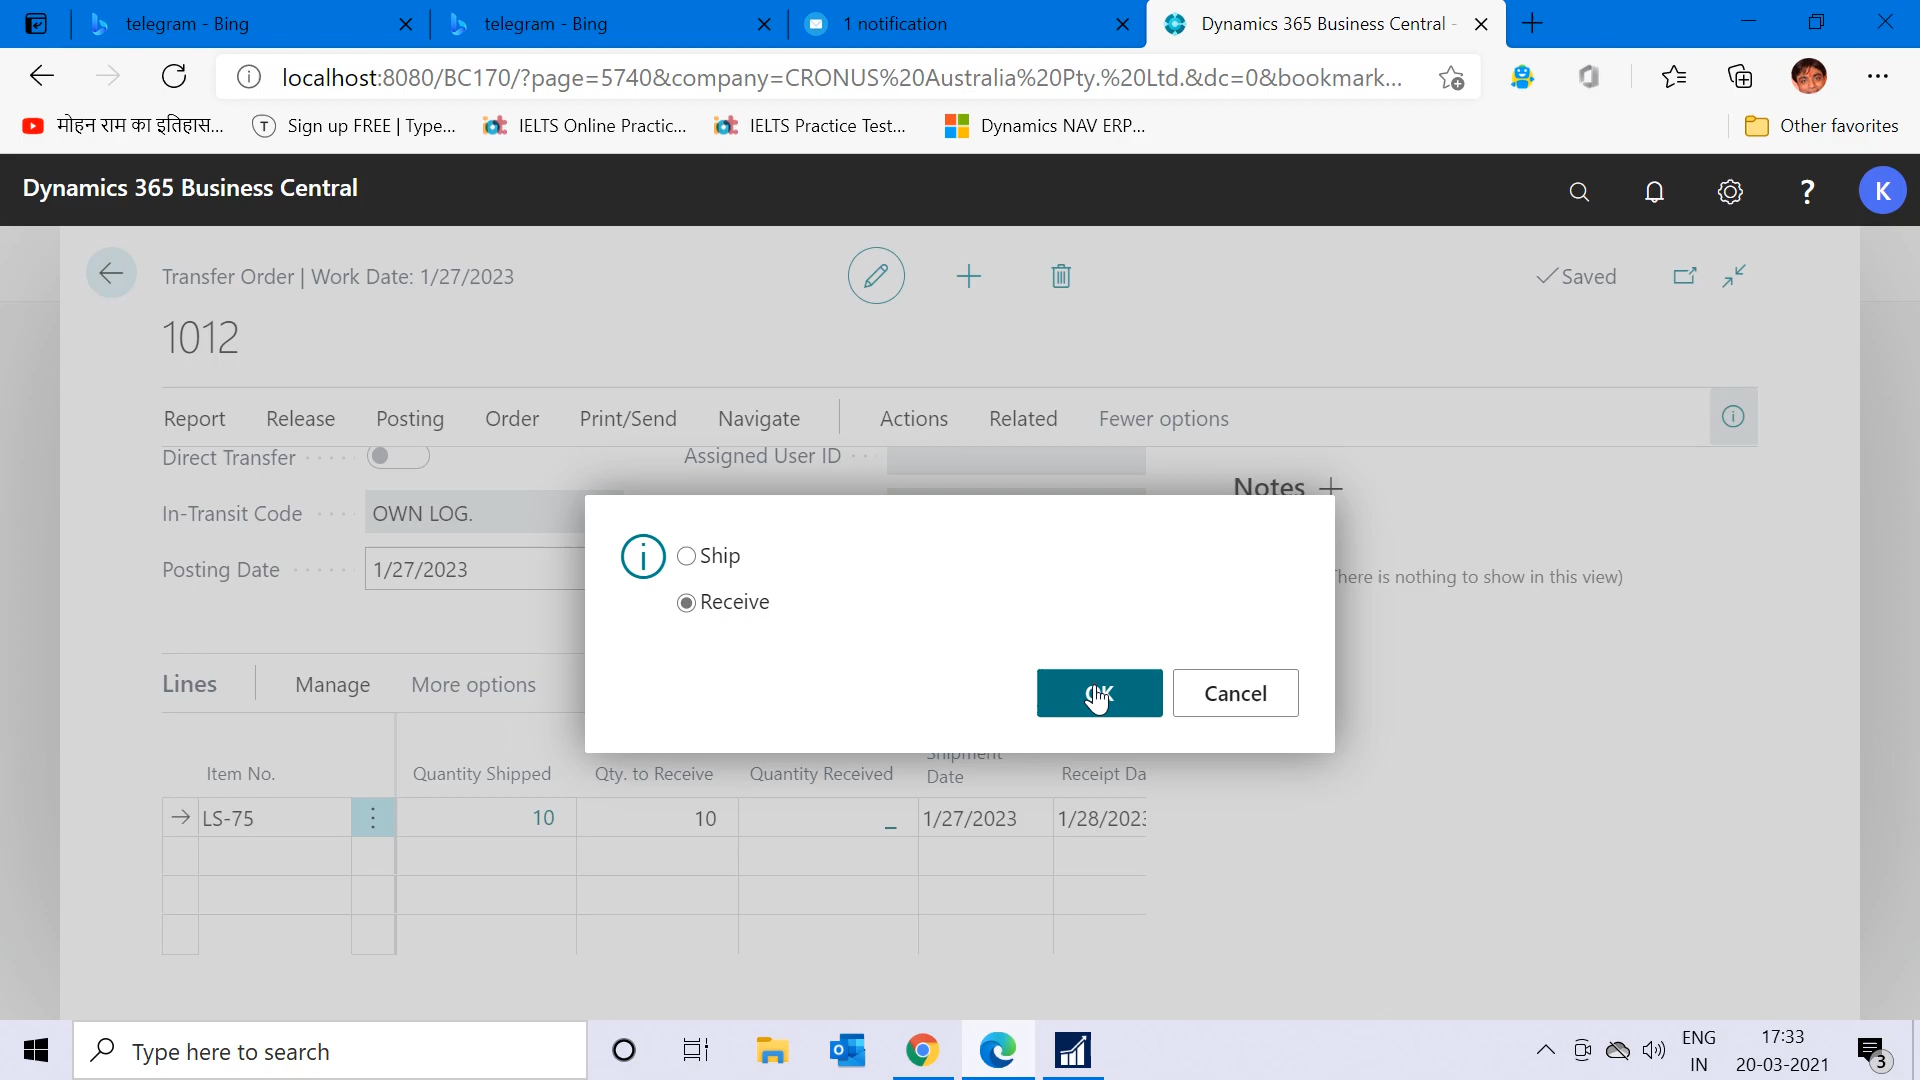 telegram - Bing
telegram - Bing
1 notification
Dynamics 365 Business Central -
localhost:8080/BC170/?page=5740&company=CRONUS%20Australia%20Pty.%20Ltd.&dc=0&bookmark...
मोहन राम का इतिहास...
Sign up FREE | Type...
IELTS Online Practic...
IELTS Practice Test...
Dynamics NAV ERP...
Other favorites
Dynamics 365 Business Central
K
Transfer Order | Work Date: 1/27/2023
Saved
1012
Report
Release
Posting
Order
Print/Send
Navigate
Actions
Related
Fewer options
Direct Transfer
Assigned User ID
Notes
In-Transit Code
OWN LOG.
Posting Date
1/27/2023
Ship
Receive
here is nothing to show in this view)
OK
Cancel
Lines
Manage
More options
Item No.
Quantity Shipped
Qty. to Receive
Quantity Received
Shipment
Date
Receipt Da
LS-75
10
10
_
1/27/2023
1/28/2023
Type here to search
ENG
IN
17:33
20-03-2021
3